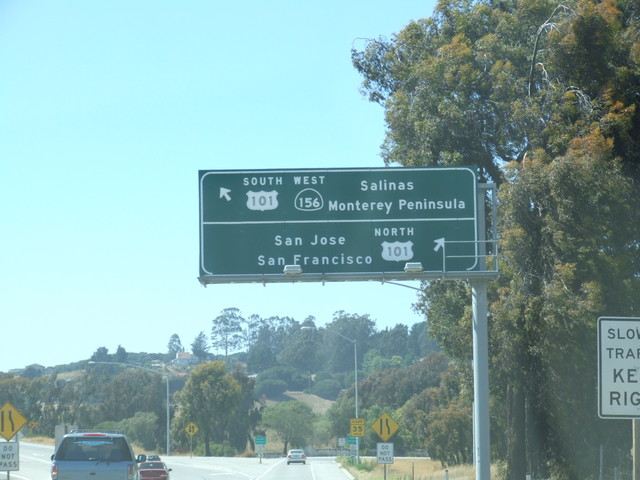 SOUTH WEST
101 156 Salinas
Monterey Peninsula
NORTH
San Jose
San Francisco 101
SLOW
KE
RIG
35
DO
NOT
PASS
DO
NOT
PASS